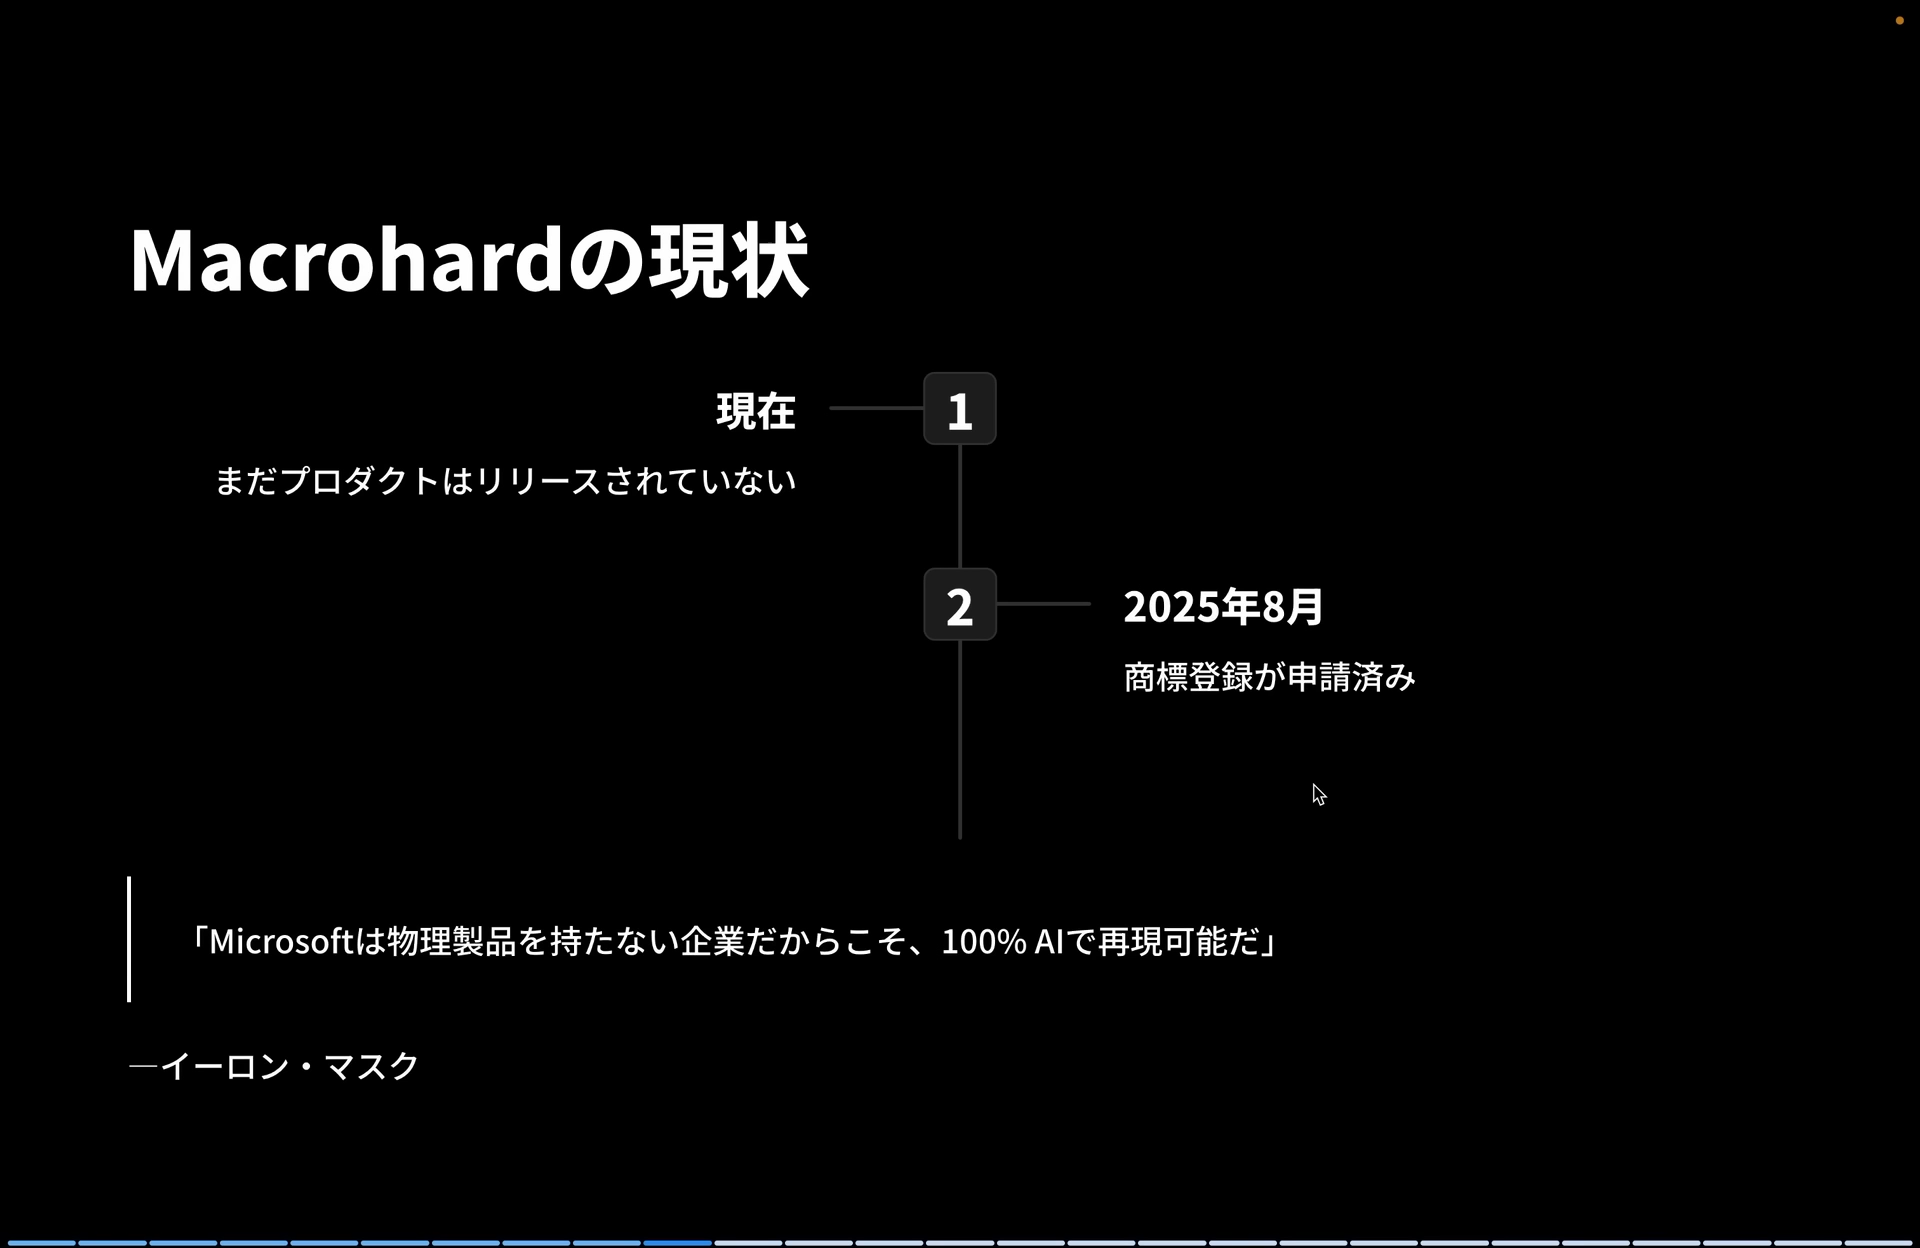 Macrohardの現状
現在
1
まだプロダクトはリリースされていない
2
2025年8月
商標登録が申請済み
「Microsoftは物理製品を持たない企業だからこそ、100% AIで再現可能だ」
—イーロン・マスク